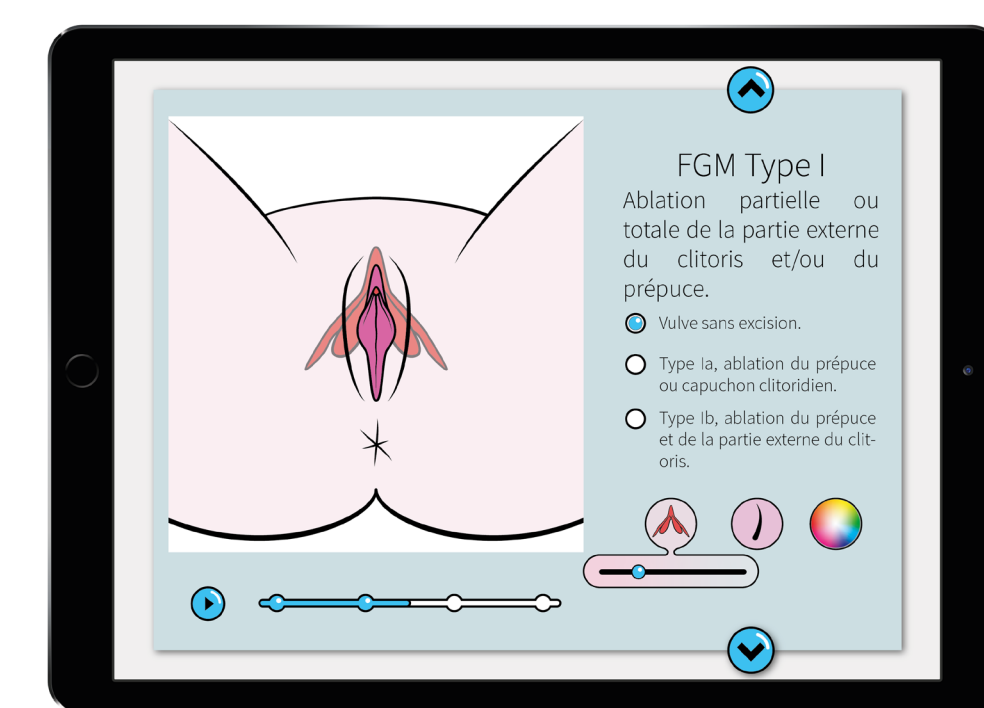 FGM Type I
Ablation partielle ou
totale de la partie externe
du clitoris et/ou du
prépuce.
Vulve sans excision.
Type Ia, ablation du prépuce
ou capuchon clitoridien.
Type Ib, ablation du prépuce
et de la partie externe du clit-
oris.